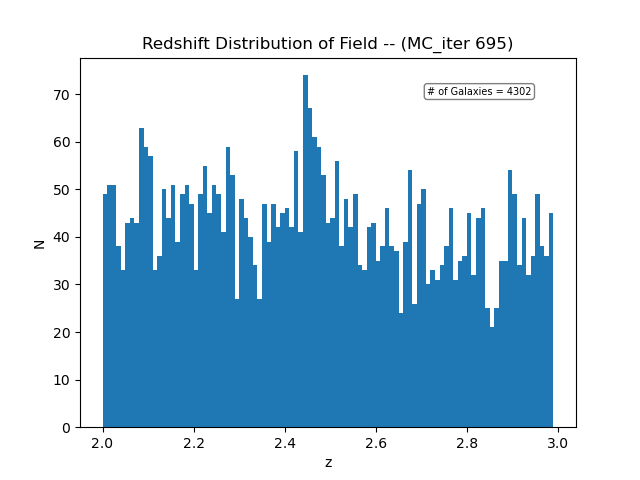 Redshift Distribution of Field -- (MC_iter 695)
# of Galaxies = 4302
70
60
50
40
30
20
10
0
N
2.0 2.2 2.4 2.6 2.8 3.0
z